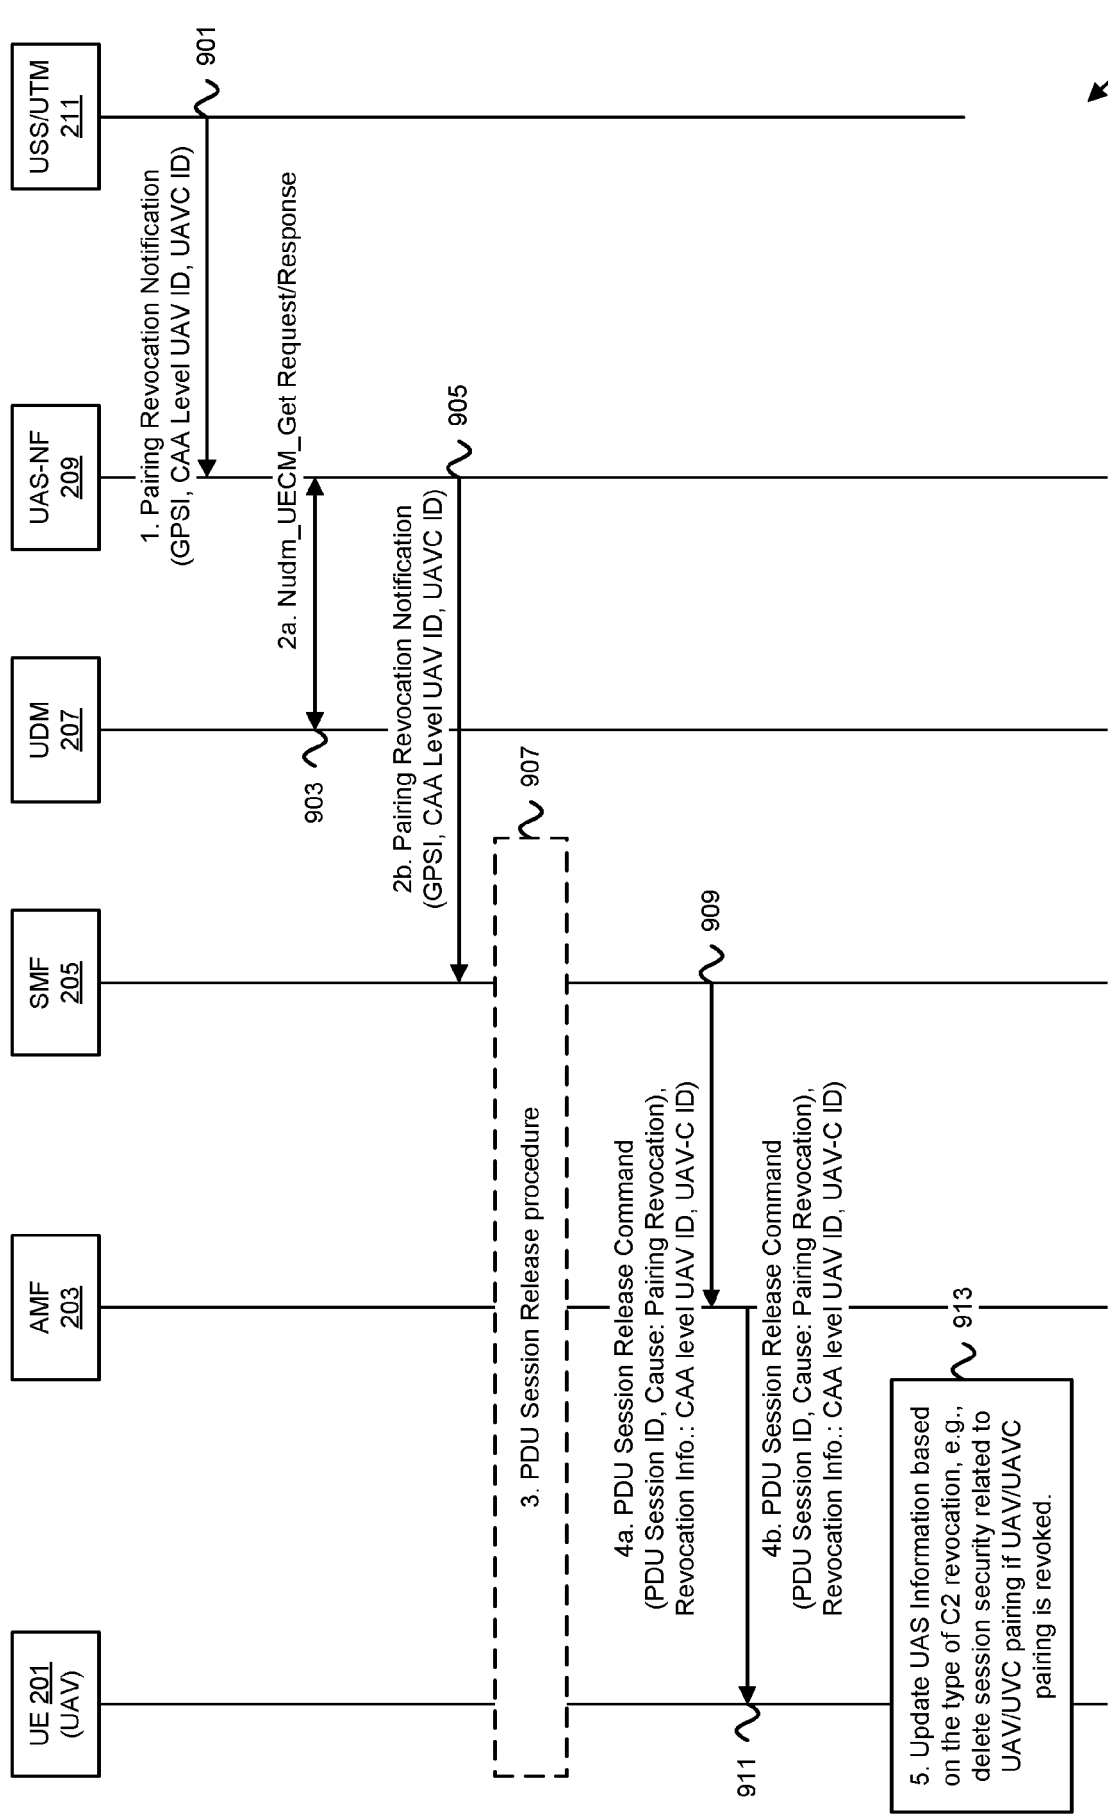 UE 201
(UAV)
AMF
203
SMF
205
UDM
207
UAS-NF
209
USS/UTM
211
1. Pairing Revocation Notification
(GPSI, CAA Level UAV ID, UAVC ID)
901
2a. Nudm_UECM_Get Request/Response
903
2b. Pairing Revocation Notification
(GPSI, CAA Level UAV ID, UAVC ID)
905
3. PDU Session Release procedure
907
4a. PDU Session Release Command
(PDU Session ID, Cause: Pairing Revocation),
Revocation Info.: CAA level UAV ID, UAV-C ID)
909
4b. PDU Session Release Command
(PDU Session ID, Cause: Pairing Revocation),
Revocation Info.: CAA level UAV ID, UAV-C ID)
911
5. Update UAS Information based
on the type of C2 revocation, e.g.,
delete session security related to
UAV/UVC pairing if UAV/UAVC
pairing is revoked.
913